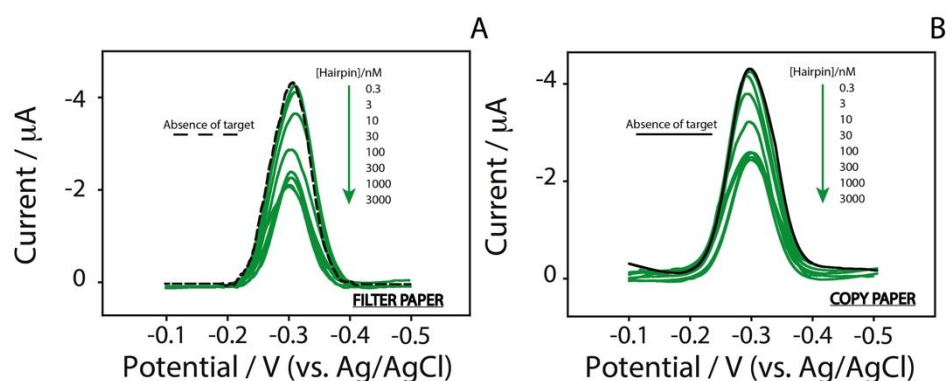 A
Current / µA
-4
-2
0
[Hairpin]/nM
0.3
3
10
30
100
300
1000
3000
Absence of target
FILTER PAPER
-0.1 -0.2 -0.3 -0.4 -0.5
Potential / V (vs. Ag/AgCl)
B
Current / µA
-4
-2
0
[Hairpin]/nM
0.3
3
10
30
100
300
1000
3000
Absence of target
COPY PAPER
-0.1 -0.2 -0.3 -0.4 -0.5
Potential / V (vs. Ag/AgCl)